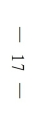 — 17 —